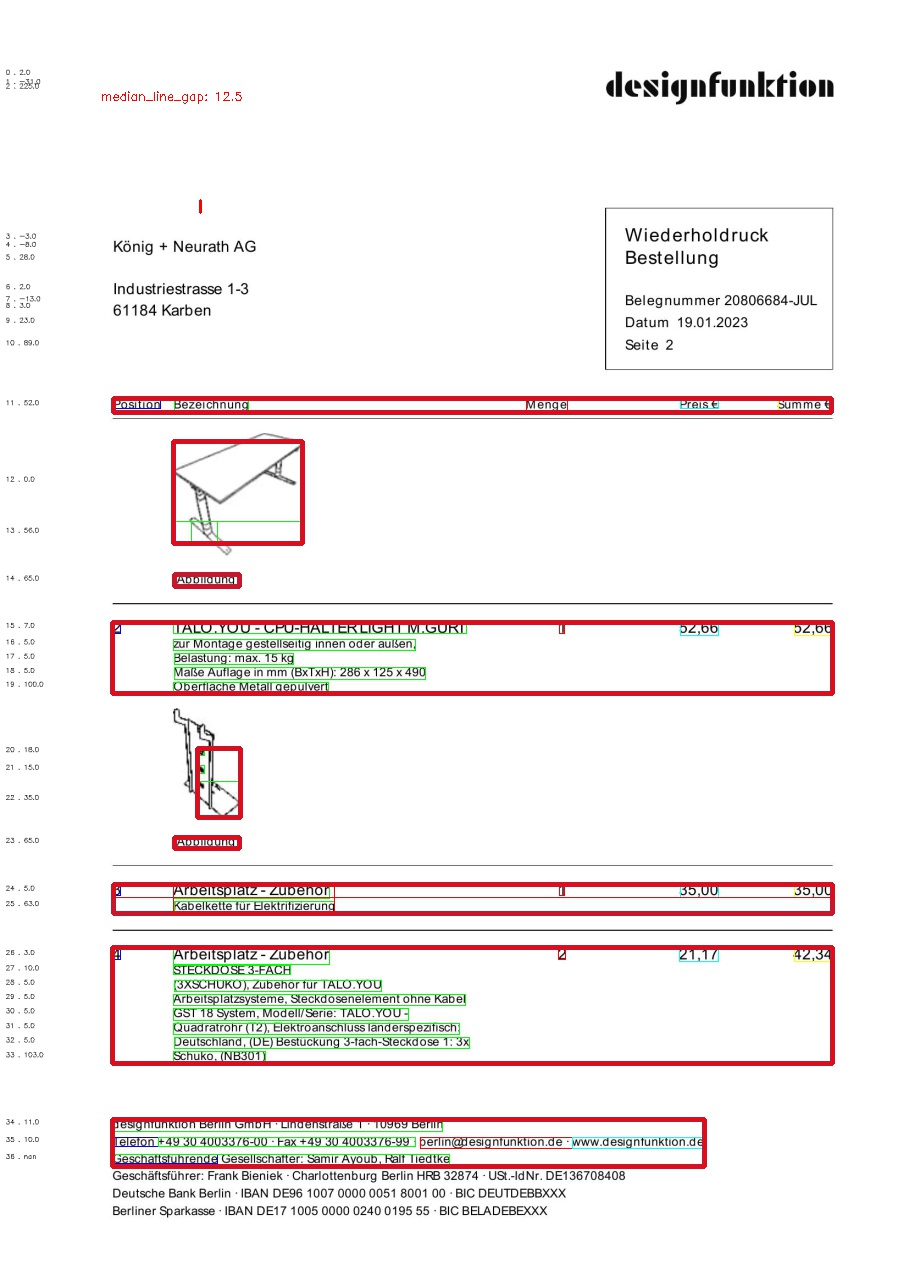 0 . 2.0
2 . 225.0
designfunktion
median_line_gap: 12.5
3 . -3.0
4 . -8.0
5 . 28.0
6 . 2.0
7 . -13.0
8 . 3.0
9 . 23.0
10 . 89.0
König + Neurath AG
Industriestrasse 1-3
61184 Karben
Wiederholdruck
Bestellung
Belegnummer 20806684-JUL
Datum 19.01.2023
Seite 2
11 . 52.0
Position Bezeichnung Menge Preis € Summe €
12 . 0.0
13 . 56.0
14 . 65.0 Abbildung
15 . 7.0 2 TALO.YOU - CPU-HALTER LIGHT M.GURT 1 52,66 52,66
16 . 5.0 zur Montage gestellseitig innen oder außen,
17 . 5.0 Belastung: max. 15 kg
18 . 5.0 Maße Auflage in mm (BxTxH): 286 x 125 x 490
19 . 100.0 Oberfläche Metall gepulvert
20 . 18.0
21 . 15.0
22 . 35.0
23 . 65.0 Abbildung
24 . 5.0 3 Arbeitsplatz - Zubehör 1 35,00 35,00
25 . 63.0 Kabelkette für Elektrifizierung
26 . 3.0 4 Arbeitsplatz - Zubehör 2 21,17 42,34
27 . 10.0 STECKDOSE 3-FACH
28 . 5.0 (3XSCHUKO), Zubehör für TALO.YOU
29 . 5.0 Arbeitsplatzsysteme, Steckdosenelement ohne Kabel
30 . 5.0 GST 18 System, Modell/Serie: TALO.YOU -
31 . 5.0 Quadratrohr (T2), Elektroanschluss länderspezifisch:
32 . 5.0 Deutschland, (DE) Bestückung 3-fach-Steckdose 1: 3x
33 . 103.0 Schuko, (NB301)
34 . 11.0 designfunktion Berlin GmbH · Lindenstraße 1 · 10969 Berlin
35 . 10.0 Telefon +49 30 4003376-00 · Fax +49 30 4003376-99 berlin@designfunktion.de · www.designfunktion.de
36 . nan Geschäftsführende Gesellschafter: Samir Ayoub, Ralf Tiedtke
Geschäftsführer: Frank Bieniek · Charlottenburg Berlin HRB 32874 · USt.-IdNr. DE136708408
Deutsche Bank Berlin · IBAN DE96 1007 0000 0051 8001 00 · BIC DEUTDEBBXXX
Berliner Sparkasse · IBAN DE17 1005 0000 0240 0195 55 · BIC BELADEBEXXX